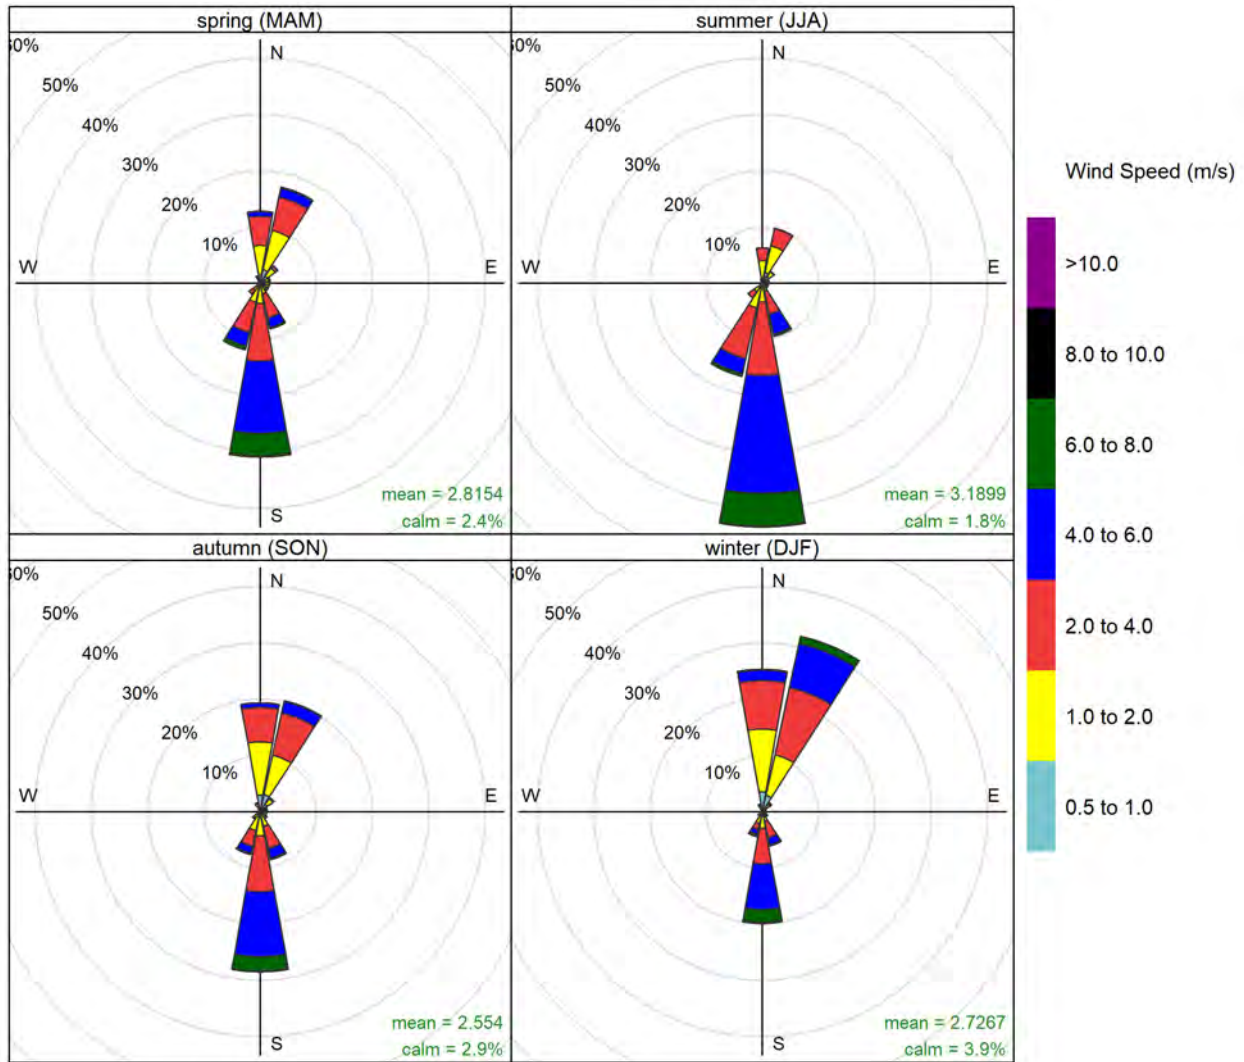 spring (MAM)
60%
N
50%
40%
30%
20%
10%
W
E
mean = 2.8154
S
calm = 2.4%
summer (JJA)
60%
N
50%
40%
30%
20%
10%
W
E
mean = 3.1899
calm = 1.8%
autumn (SON)
60%
N
50%
40%
30%
20%
10%
W
E
mean = 2.554
S
calm = 2.9%
winter (DJF)
60%
N
50%
40%
30%
20%
10%
W
E
mean = 2.7267
S
calm = 3.9%
Wind Speed (m/s)
>10.0
8.0 to 10.0
6.0 to 8.0
4.0 to 6.0
2.0 to 4.0
1.0 to 2.0
0.5 to 1.0